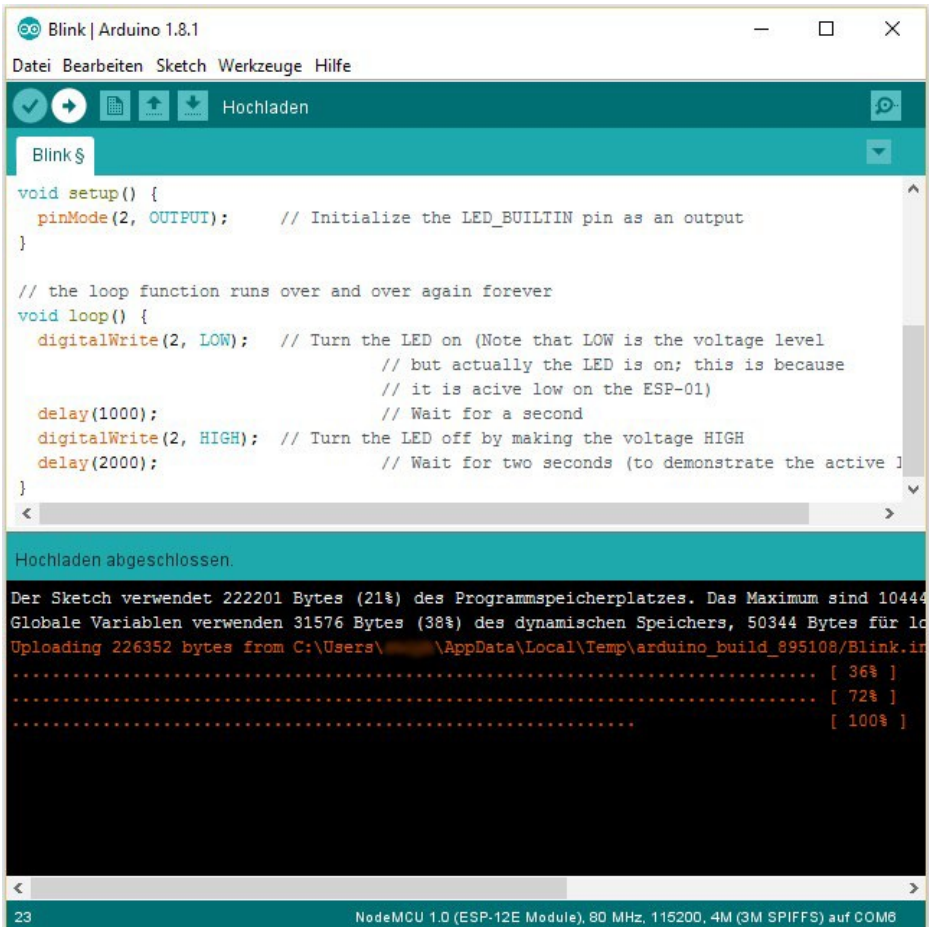 Blink | Arduino 1.8.1
Datei Bearbeiten Sketch Werkzeuge Hilfe
Hochladen
Blink §
void setup() {
  pinMode(2, OUTPUT);     // Initialize the LED_BUILTIN pin as an output
}
// the loop function runs over and over again forever
void loop() {
  digitalWrite(2, LOW);   // Turn the LED on (Note that LOW is the voltage level
                                    // but actually the LED is on; this is because
                                    // it is acive low on the ESP-01)
  delay(1000);                      // Wait for a second
  digitalWrite(2, HIGH);  // Turn the LED off by making the voltage HIGH
  delay(2000);                      // Wait for two seconds (to demonstrate the active
}
Hochladen abgeschlossen.
Der Sketch verwendet 222201 Bytes (21%) des Programmspeicherplatzes. Das Maximum sind 10444
Globale Variablen verwenden 31576 Bytes (38%) des dynamischen Speichers, 50344 Bytes für
Uploading 226352 bytes from C:\Users\ \AppData\Local\Temp\arduino_build_895108/Blink.in
................................................................................ [ 36% ]
................................................................................ [ 72% ]
..............................................................                   [ 100% ]
23
NodeMCU 1.0 (ESP-12E Module), 80 MHz, 115200, 4M (3M SPIFFS) auf COM6